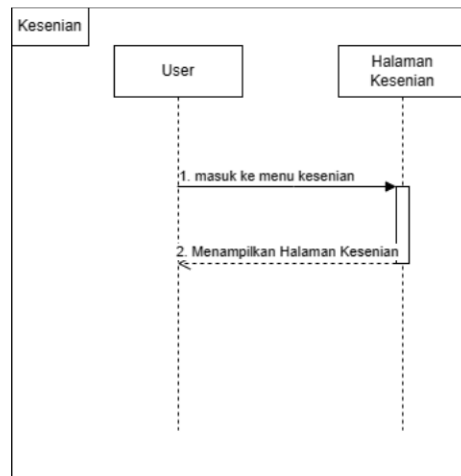 Kesenian
User
Halaman
Kesenian
1. masuk ke menu kesenian
2. Menampilkan Halaman Kesenian